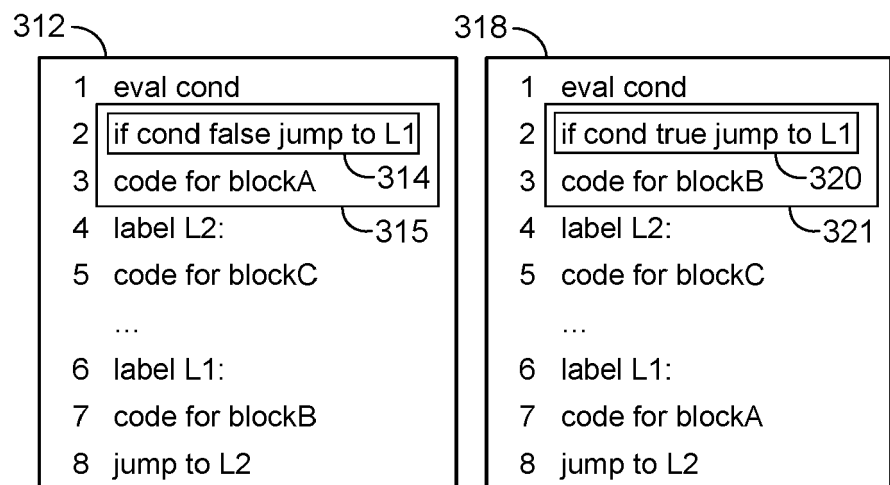 312
1 eval cond
2 if cond false jump to L1
314
3 code for blockA
315
4 label L2:
5 code for blockC
...
6 label L1:
7 code for blockB
8 jump to L2
318
1 eval cond
2 if cond true jump to L1
320
3 code for blockB
321
4 label L2:
5 code for blockC
...
6 label L1:
7 code for blockA
8 jump to L2